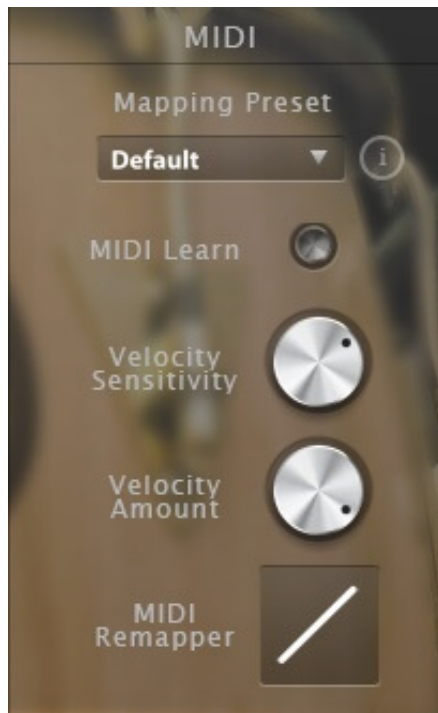 MIDI
Mapping Preset
Default
i
MIDI Learn
Velocity
Sensitivity
Velocity
Amount
MIDI
Remapper